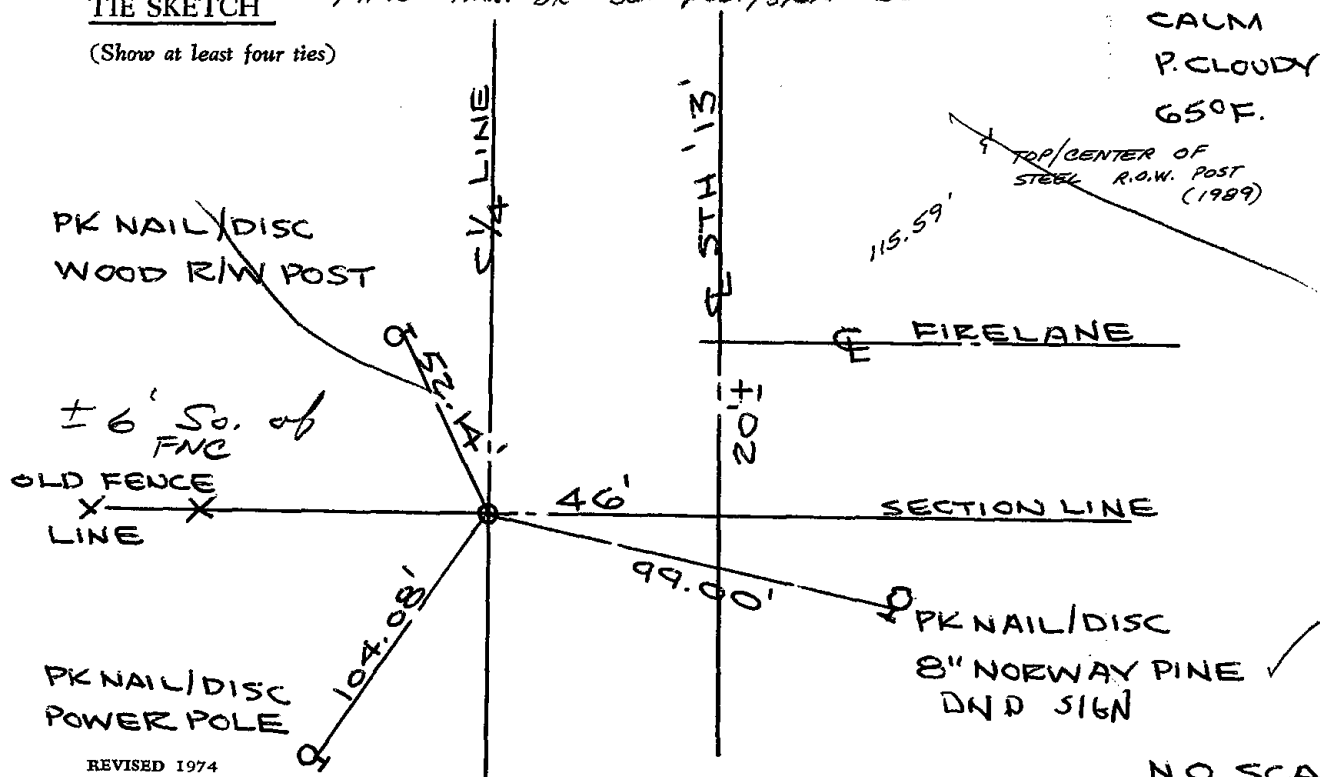 TIE SKETCH
(Show at least four ties)
CALM
P. CLOUDY
65°F.
C 1/4 LINE
℄ 5TH '13'
TOP/CENTER OF
STEEL R.O.W. POST
(1989)
115.59'
PK NAIL/DISC
WOOD R/W POST
℄ FIRELANE
52.14'
± 6' So. of
FNC
20'±
OLD FENCE
LINE
46'
SECTION LINE
99.00'
104.08'
PK NAIL/DISC
8" NORWAY PINE
DND SIGN
PK NAIL/DISC
POWER POLE
REVISED 1974
NO SCA